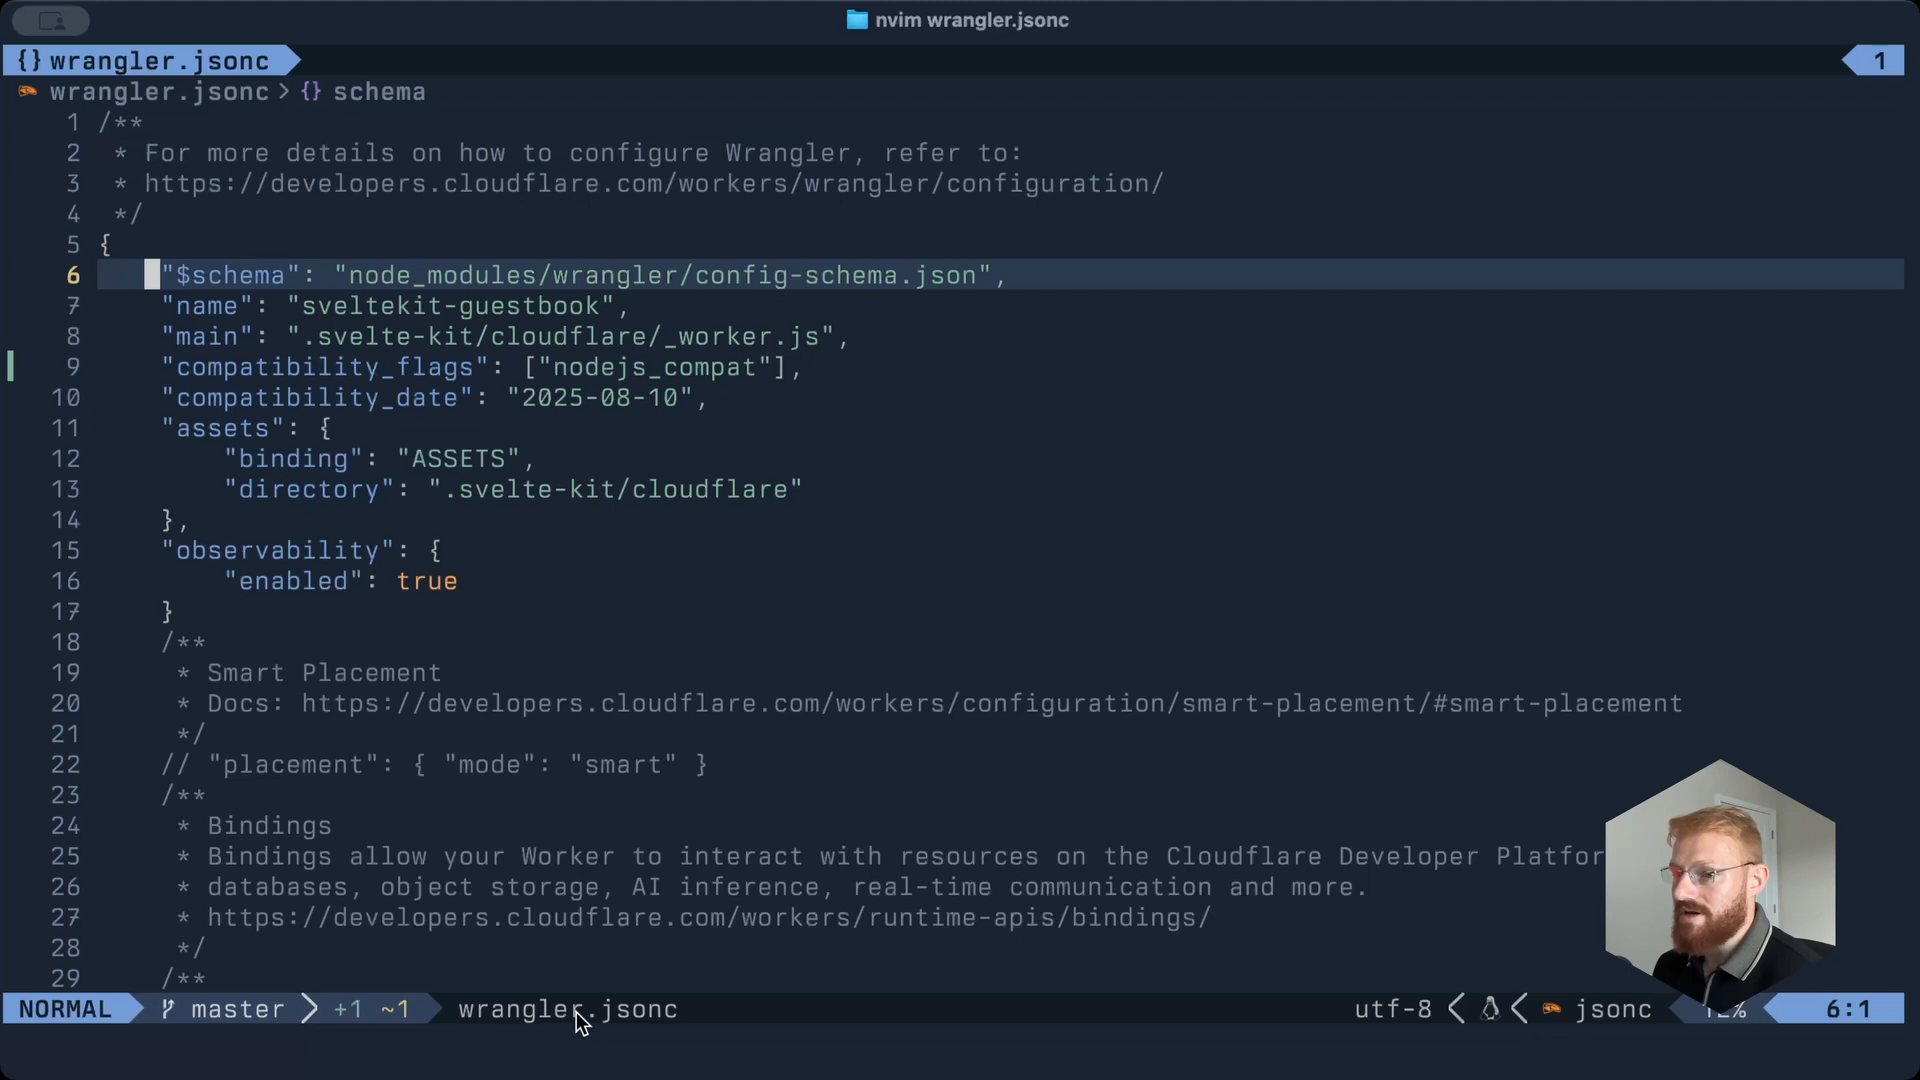 nvim wrangler.jsonc
{} wrangler.jsonc
1
wrangler.jsonc > {} schema
1 /**
2 * For more details on how to configure Wrangler, refer to:
3 * https://developers.cloudflare.com/workers/wrangler/configuration/
4 */
5 {
6 "$schema": "node_modules/wrangler/config-schema.json",
7 "name": "sveltekit-guestbook",
8 "main": ".svelte-kit/cloudflare/_worker.js",
9 "compatibility_flags": ["nodejs_compat"],
10 "compatibility_date": "2025-08-10",
11 "assets": {
12 "binding": "ASSETS",
13 "directory": ".svelte-kit/cloudflare"
14 },
15 "observability": {
16 "enabled": true
17 }
18 /**
19 * Smart Placement
20 * Docs: https://developers.cloudflare.com/workers/configuration/smart-placement/#smart-placement
21 */
22 // "placement": { "mode": "smart" }
23 /**
24 * Bindings
25 * Bindings allow your Worker to interact with resources on the Cloudflare Developer Platfor
26 * databases, object storage, AI inference, real-time communication and more.
27 * https://developers.cloudflare.com/workers/runtime-apis/bindings/
28 */
29 /**
NORMAL master +1 ~1 wrangler.jsonc utf-8 < < jsonc 6:1